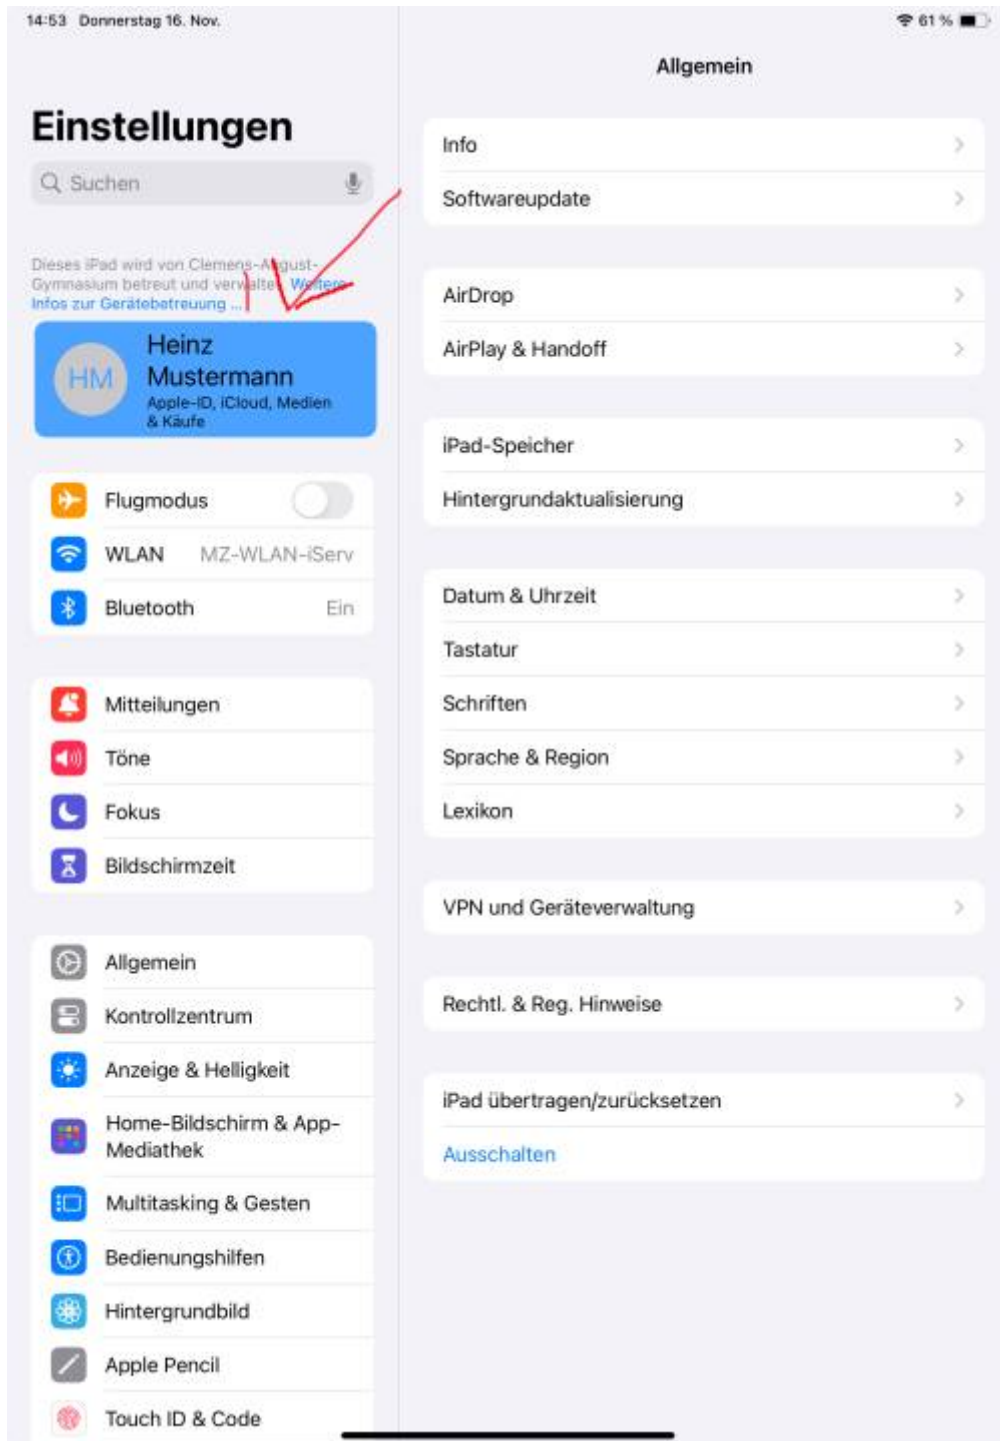 14:53 Donnerstag 16. Nov.
61 %
Einstellungen
Suchen
Dieses iPad wird von Clemens-August-
Gymnasium betreut und verwaltet. Weitere
Infos zur Gerätebetreuung ...
HM
Heinz
Mustermann
Apple-ID, iCloud, Medien
& Käufe
Flugmodus
WLAN MZ-WLAN-iServ
Bluetooth Ein
Mitteilungen
Töne
Fokus
Bildschirmzeit
Allgemein
Kontrollzentrum
Anzeige & Helligkeit
Home-Bildschirm & App-
Mediathek
Multitasking & Gesten
Bedienungshilfen
Hintergrundbild
Apple Pencil
Touch ID & Code
Allgemein
Info
Softwareupdate
AirDrop
AirPlay & Handoff
iPad-Speicher
Hintergrundaktualisierung
Datum & Uhrzeit
Tastatur
Schriften
Sprache & Region
Lexikon
VPN und Geräteverwaltung
Rechtl. & Reg. Hinweise
iPad übertragen/zurücksetzen
Ausschalten